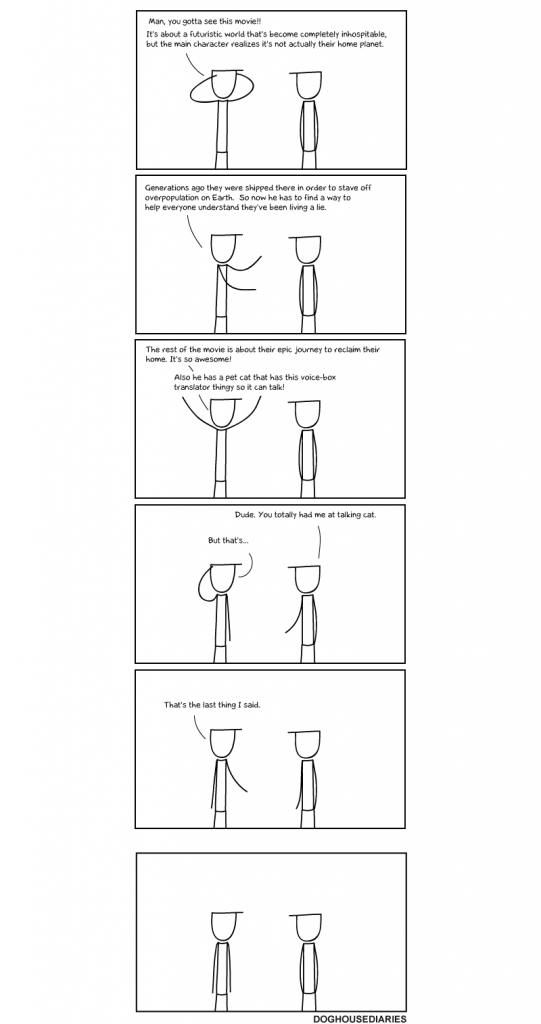 Man, you gotta see this movie!!
It's about a futuristic world that's become completely inhospitable,
but the main character realizes it's not actually their home planet.
Generations ago they were shipped there in order to stave off
overpopulation on Earth. So now he has to find a way to
help everyone understand they've been living a lie.
The rest of the movie is about their epic journey to reclaim their
home. It's so awesome!
Also he has a pet cat that has this voice-box
translator thingy so it can talk!
Dude. You totally had me at talking cat.
But that's...
That's the last thing I said.
DOGHOUSEDIARIES